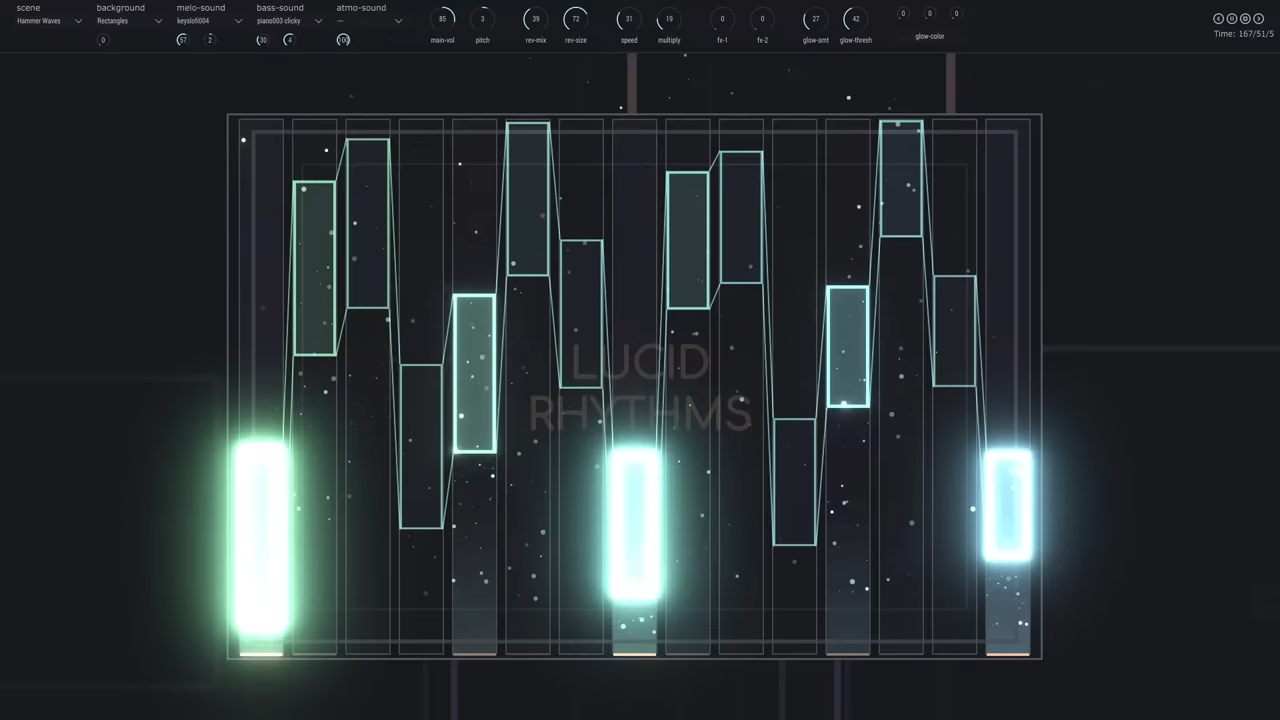 scene background melo-sound bass-sound atmo-sound
Hammer Waves Rectangles keyslofi004 piano003 clicky ---
0 57 2 30 4 100
85 3 39 72 31 19 0 0 27 42 0 0 0
main-vol pitch rev-mix rev-size speed multiply fx-1 fx-2 glow-amt glow-thresh glow-color
Time: 167/51/5
LUCID
RHYTHMS